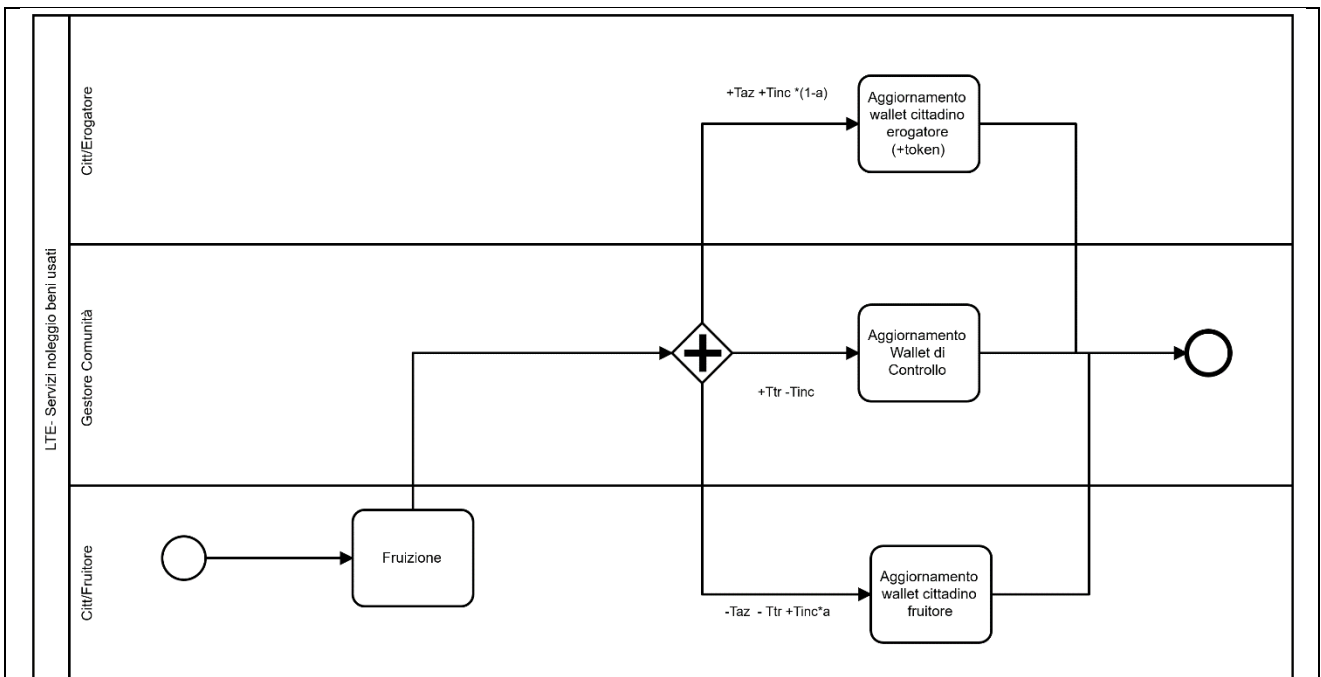 LTE- Servizi noleggio beni usati
Citt/Erogatore
+Taz +Tinc *(1-a)
Aggiornamento
wallet cittadino
erogatore
(+token)
Gestore Comunità
Aggiornamento
Wallet di
Controllo
+Ttr -Tinc
Citt/Fruitore
Fruizione
Aggiornamento
wallet cittadino
fruitore
-Taz - Ttr +Tinc*a